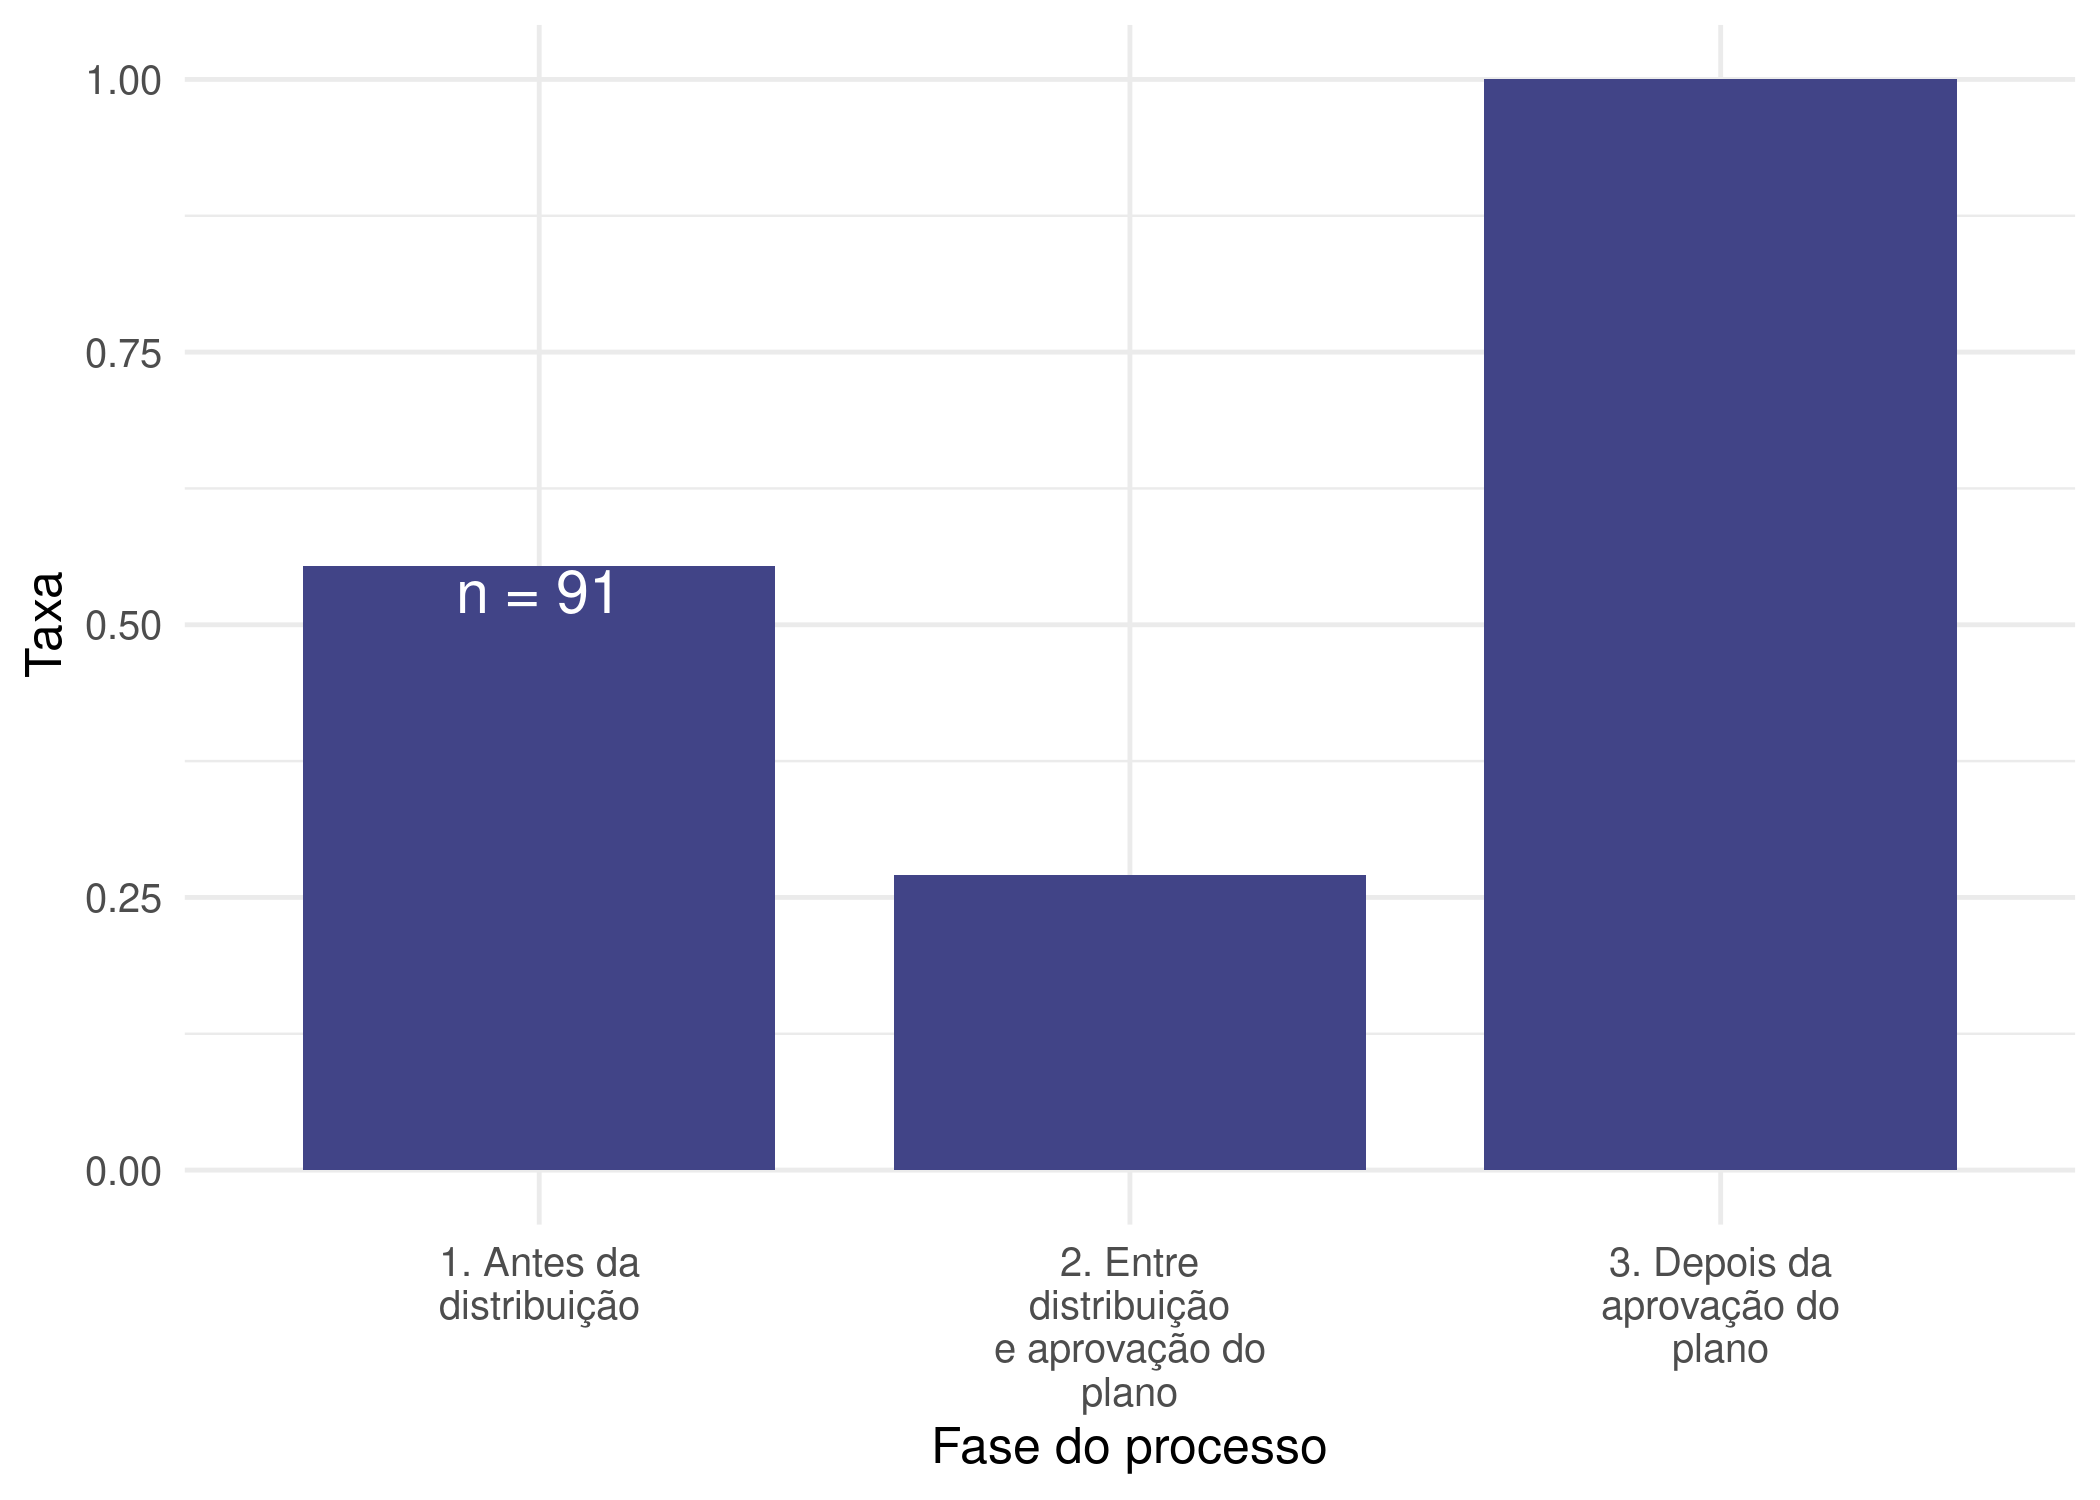 1.00
0.75
0.50
0.25
0.00
Taxa
n = 91
1. Antes da
distribuição
2. Entre
distribuição
e aprovação do
plano
3. Depois da
aprovação do
plano
Fase do processo